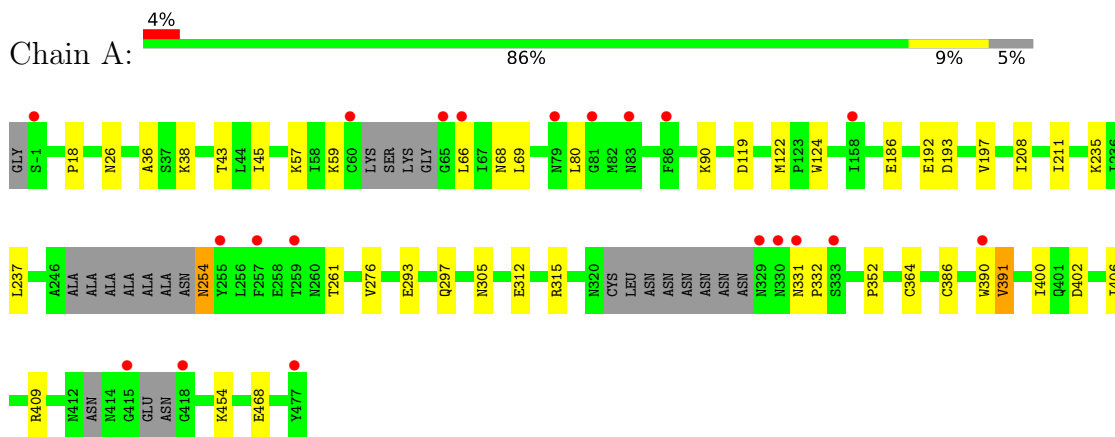 4%
Chain A:
86% 9% 5%
GLY S-1 P18 N26 A36 S37 K38 T43 L44 I45 K57 I58 K59 C60 LYS SER LYS GLY G65 L66 I67 N68 L69 N79 L80 G81 M82 N83 F86 K90 D119 M122 P123 W124 I158 E186 E192 D193 V197 I208 I211 K235 I236
L237 A246 ALA ALA ALA ALA ALA ALA ASN N254 Y255 L256 F257 E258 T259 N260 T261 V276 E293 Q297 N305 E312 R315 N320 CYS LEU ASN ASN ASN ASN ASN ASN N329 N330 N331 P332 S333 P352 C364 C386 W390 V391 I400 Q401 D402 I406
R409 N412 ASN N414 G415 GLU ASN G418 K454 E468 Y477